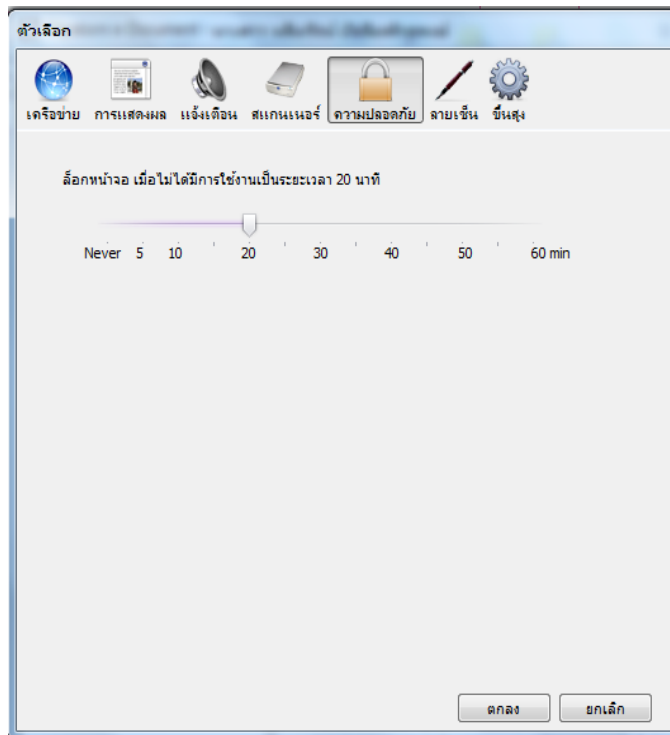 ตัวเลือก
เครือข่าย การแสดงผล แจ้งเตือน สแกนเนอร์ ความปลอดภัย ลายเซ็น ขั้นสูง
ล็อกหน้าจอ เมื่อไม่ได้มีการใช้งานเป็นระยะเวลา 20 นาที
Never 5 10 20 30 40 50 60 min
ตกลง ยกเลิก